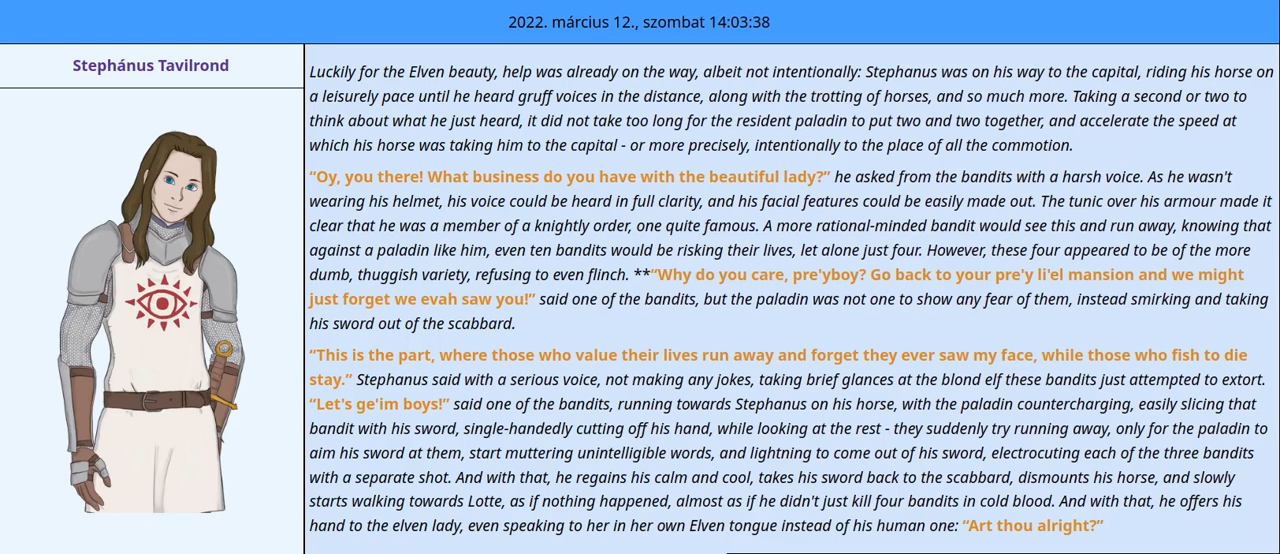 2022. március 12., szombat 14:03:38
Stephánus Tavilrond
Luckily for the Elven beauty, help was already on the way, albeit not intentionally: Stephanus was on his way to the capital, riding his horse on
a leisurely pace until he heard gruff voices in the distance, along with the trotting of horses, and so much more. Taking a second or two to
think about what he just heard, it did not take too long for the resident paladin to put two and two together, and accelerate the speed at
which his horse was taking him to the capital - or more precisely, intentionally to the place of all the commotion.
“Oy, you there! What business do you have with the beautiful lady?” he asked from the bandits with a harsh voice. As he wasn't
wearing his helmet, his voice could be heard in full clarity, and his facial features could be easily made out. The tunic over his armour made it
clear that he was a member of a knightly order, one quite famous. A more rational-minded bandit would see this and run away, knowing that
against a paladin like him, even ten bandits would be risking their lives, let alone just four. However, these four appeared to be of the more
dumb, thuggish variety, refusing to even flinch. **“Why do you care, pre'yboy? Go back to your pre'y li'el mansion and we might
just forget we evah saw you!” said one of the bandits, but the paladin was not one to show any fear of them, instead smirking and taking
his sword out of the scabbard.
“This is the part, where those who value their lives run away and forget they ever saw my face, while those who fish to die
stay.” Stephanus said with a serious voice, not making any jokes, taking brief glances at the blond elf these bandits just attempted to extort.
“Let's ge'im boys!” said one of the bandits, running towards Stephanus on his horse, with the paladin countercharging, easily slicing that
bandit with his sword, single-handedly cutting off his hand, while looking at the rest - they suddenly try running away, only for the paladin to
aim his sword at them, start muttering unintelligible words, and lightning to come out of his sword, electrocuting each of the three bandits
with a separate shot. And with that, he regains his calm and cool, takes his sword back to the scabbard, dismounts his horse, and slowly
starts walking towards Lotte, as if nothing happened, almost as if he didn't just kill four bandits in cold blood. And with that, he offers his
hand to the elven lady, even speaking to her in her own Elven tongue instead of his human one: “Art thou alright?”